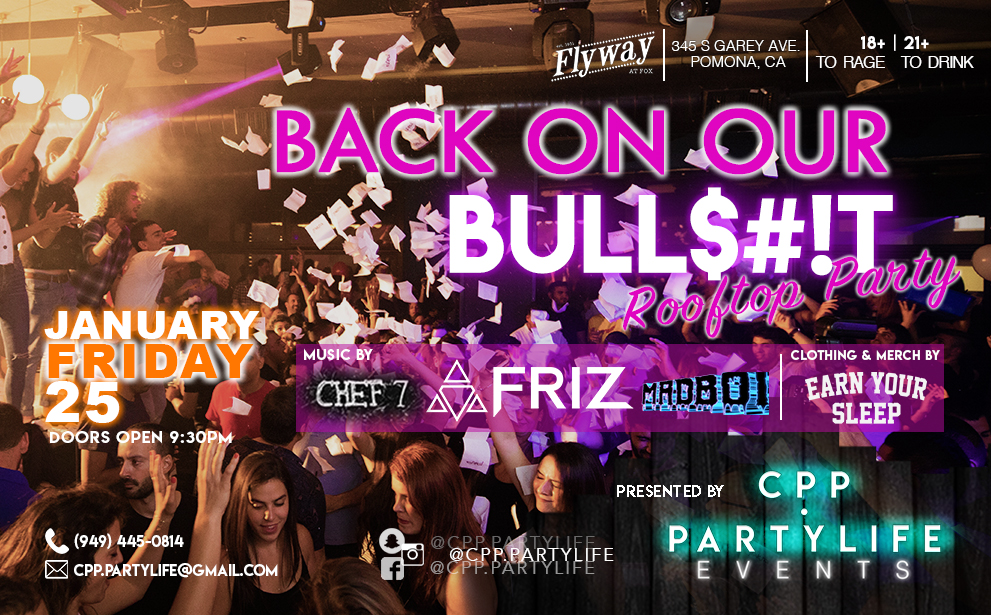 EST. 1931
Flyway
AT FOX
345 S GAREY AVE.
POMONA, CA
18+ | 21+
TO RAGE TO DRINK
BACK ON OUR
BULL$#!T
Rooftop Party
JANUARY
FRIDAY
25
DOORS OPEN 9:30PM
MUSIC BY
CHEF 7
FRIZ
MADBOI
CLOTHING & MERCH BY
EARN YOUR
SLEEP
PRESENTED BY
CPP
.
PARTYLIFE
EVENTS
(949) 445-0814
CPP.PARTYLIFE@GMAIL.COM
@CPP.PARTYLIFE
@CPP.PARTYLIFE
@CPP.PARTYLIFE